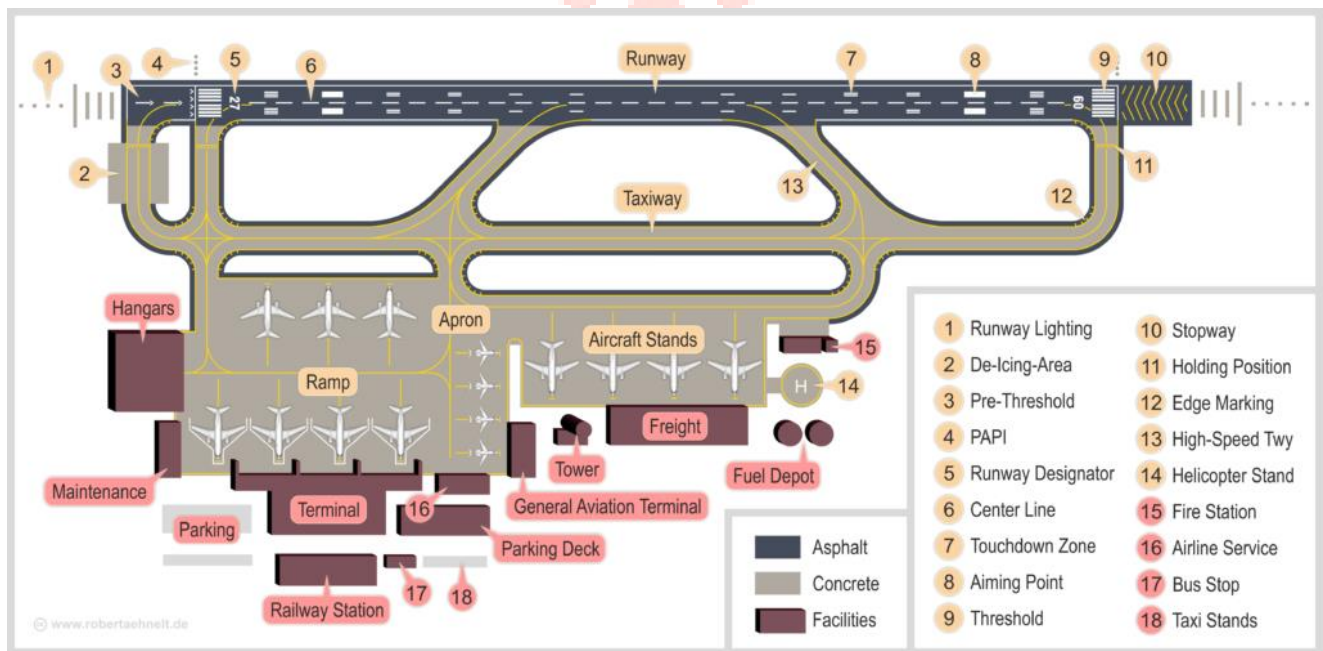 1
3
4
5
6
Runway
7
8
9
10
27
09
2
11
13
12
Taxiway
Hangars
Apron
Aircraft Stands
15
Ramp
H
14
Freight
Tower
Fuel Depot
Maintenance
16
General Aviation Terminal
Terminal
Parking
Parking Deck
Railway Station
17
18
Asphalt
Concrete
Facilities
1 Runway Lighting
2 De-Icing-Area
3 Pre-Threshold
4 PAPI
5 Runway Designator
6 Center Line
7 Touchdown Zone
8 Aiming Point
9 Threshold
10 Stopway
11 Holding Position
12 Edge Marking
13 High-Speed Twy
14 Helicopter Stand
15 Fire Station
16 Airline Service
17 Bus Stop
18 Taxi Stands
cc www.robertaehnelt.de